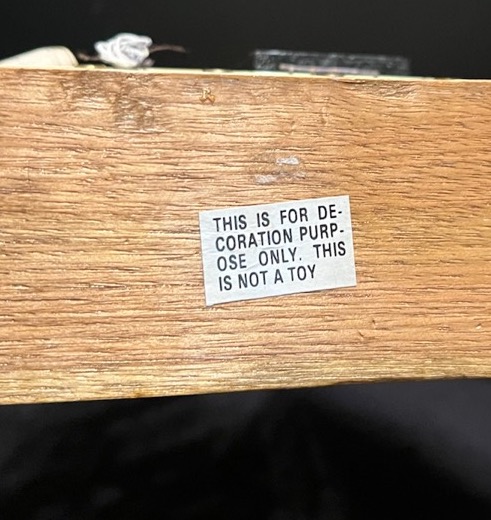 THIS IS FOR DE-
CORATION PURP-
OSE ONLY. THIS
IS NOT A TOY